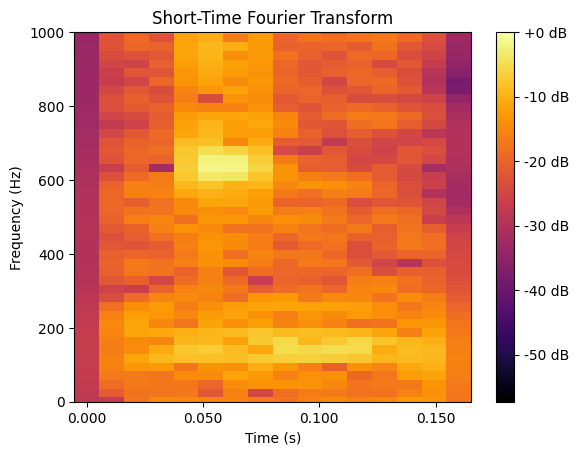 Short-Time Fourier Transform
1000
800
600
400
200
0
Frequency (Hz)
0.000
0.050
0.100
0.150
Time (s)
+0 dB
-10 dB
-20 dB
-30 dB
-40 dB
-50 dB